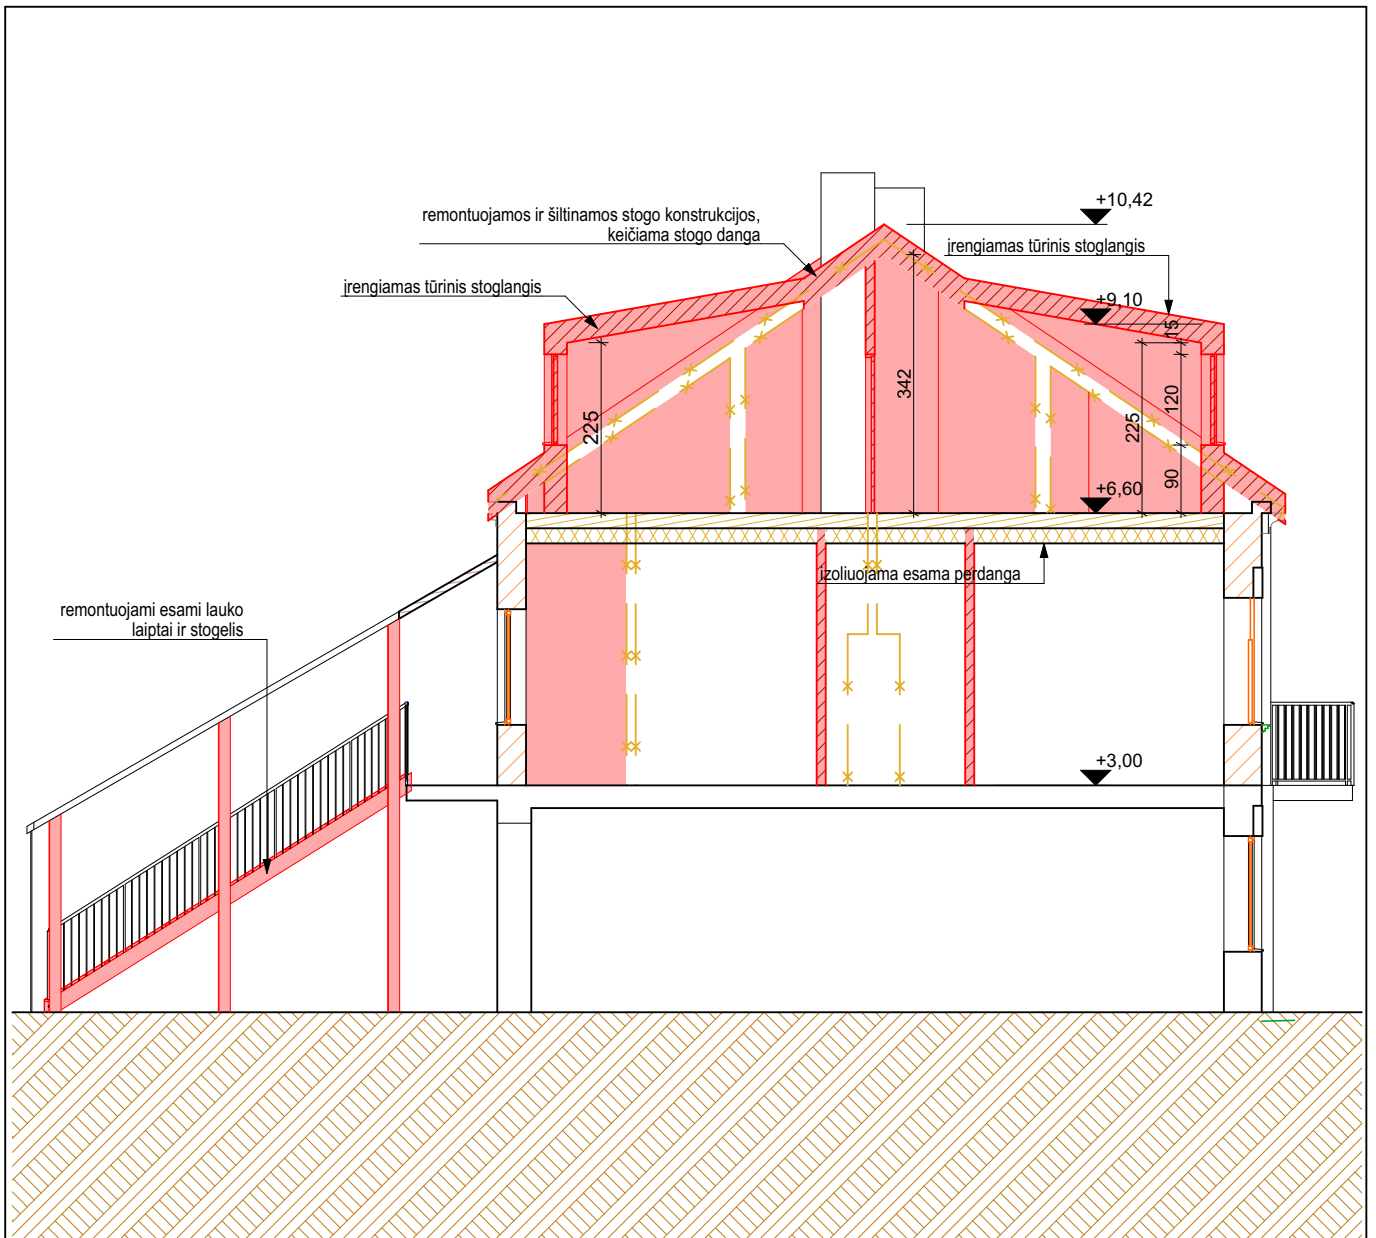 +10,42
remontuojamos ir šiltinamos stogo konstrukcijos,
keičiama stogo danga
įrengiamas tūrinis stoglangis
įrengiamas tūrinis stoglangis
+9,10
15
342
120
225
225
90
+6,60
izoliuojama esama perdanga
remontuojami esami lauko
laiptai ir stogelis
+3,00